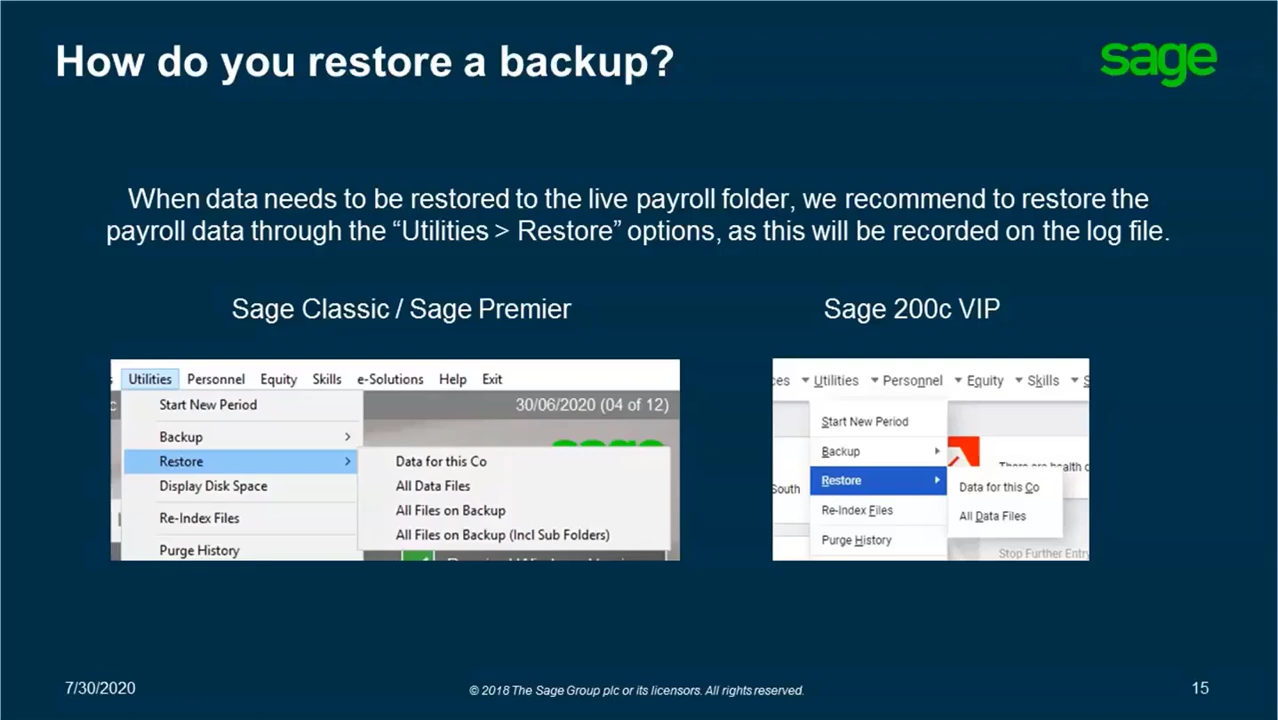 How do you restore a backup?
sage
When data needs to be restored to the live payroll folder, we recommend to restore the
payroll data through the “Utilities > Restore” options, as this will be recorded on the log file.
Sage Classic / Sage Premier
Utilities Personnel Equity Skills e-Solutions Help Exit
Start New Period
30/06/2020 (04 of 12)
Backup
Restore
Display Disk Space
Re-Index Files
Purge History
Data for this Co
All Data Files
All Files on Backup
All Files on Backup (Incl Sub Folders)
Sage 200c VIP
Utilities Personnel Equity Skills
Start New Period
Backup
Restore
Re-Index Files
Purge History
South
Data for this Co
All Data Files
Stop Further Entry
7/30/2020
© 2018 The Sage Group plc or its licensors. All rights reserved.
15